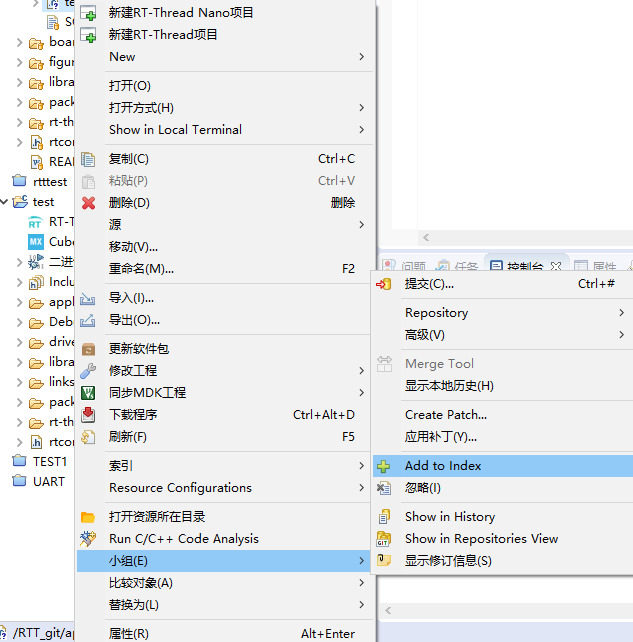 te
SC
boar
figur
libra
pack
rt-th
rtcor
REAI
rtttest
test
RT-T
Cube
二进
Inclu
appl
Deb
drive
libra
links
pack
rt-th
rtcor
TEST1
UART
/RTT_git/ap
新建RT-Thread Nano项目
新建RT-Thread项目
New
打开(O)
打开方式(H)
Show in Local Terminal
复制(C) Ctrl+C
粘贴(P) Ctrl+V
删除(D) 删除
源
移动(V)...
重命名(M)... F2
导入(I)...
导出(O)...
更新软件包
修改工程
同步MDK工程
下载程序 Ctrl+Alt+D
刷新(F) F5
索引
Resource Configurations
打开资源所在目录
Run C/C++ Code Analysis
小组(E)
比较对象(A)
替换为(L)
属性(R) Alt+Enter
问题 任务 控制台 属性
提交(C)... Ctrl+#
Repository
高级(V)
Merge Tool
显示本地历史(H)
Create Patch...
应用补丁(Y)...
Add to Index
忽略(I)
Show in History
Show in Repositories View
显示修订信息(S)